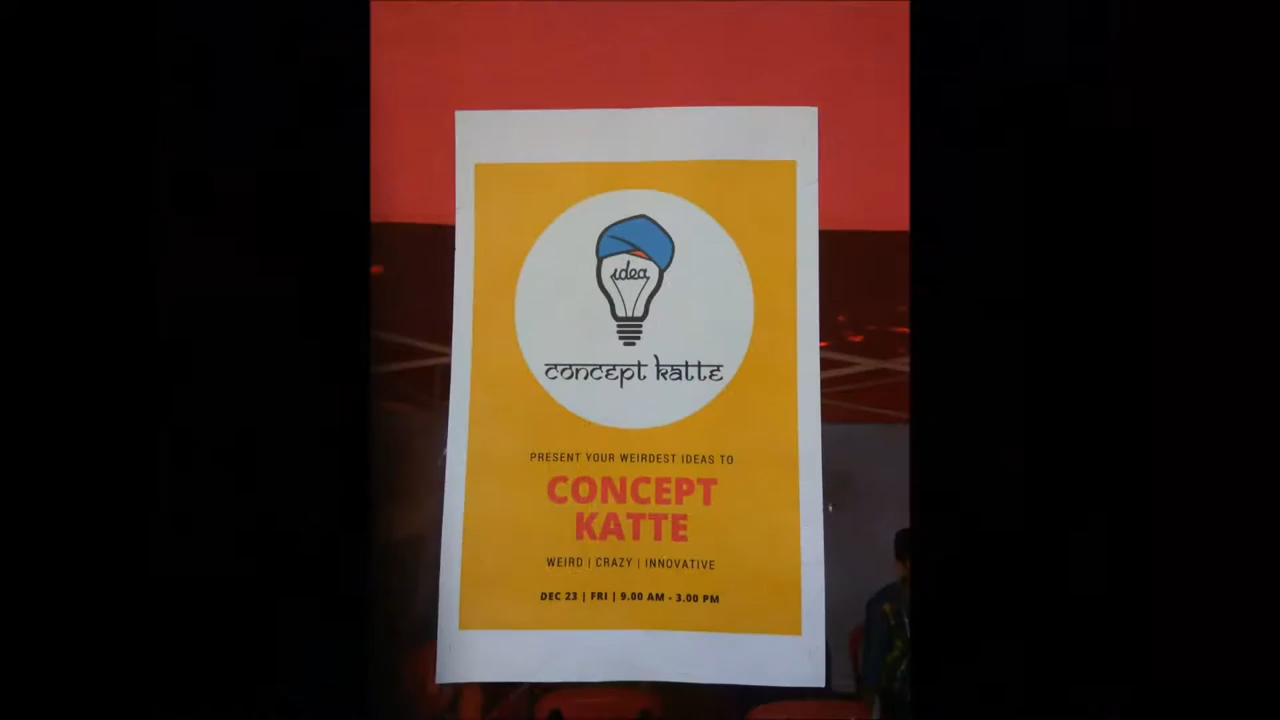 idea
concept katte
PRESENT YOUR WEIRDEST IDEAS TO
CONCEPT
KATTE
WEIRD | CRAZY | INNOVATIVE
DEC 23 | FRI | 9.00 AM - 3.00 PM